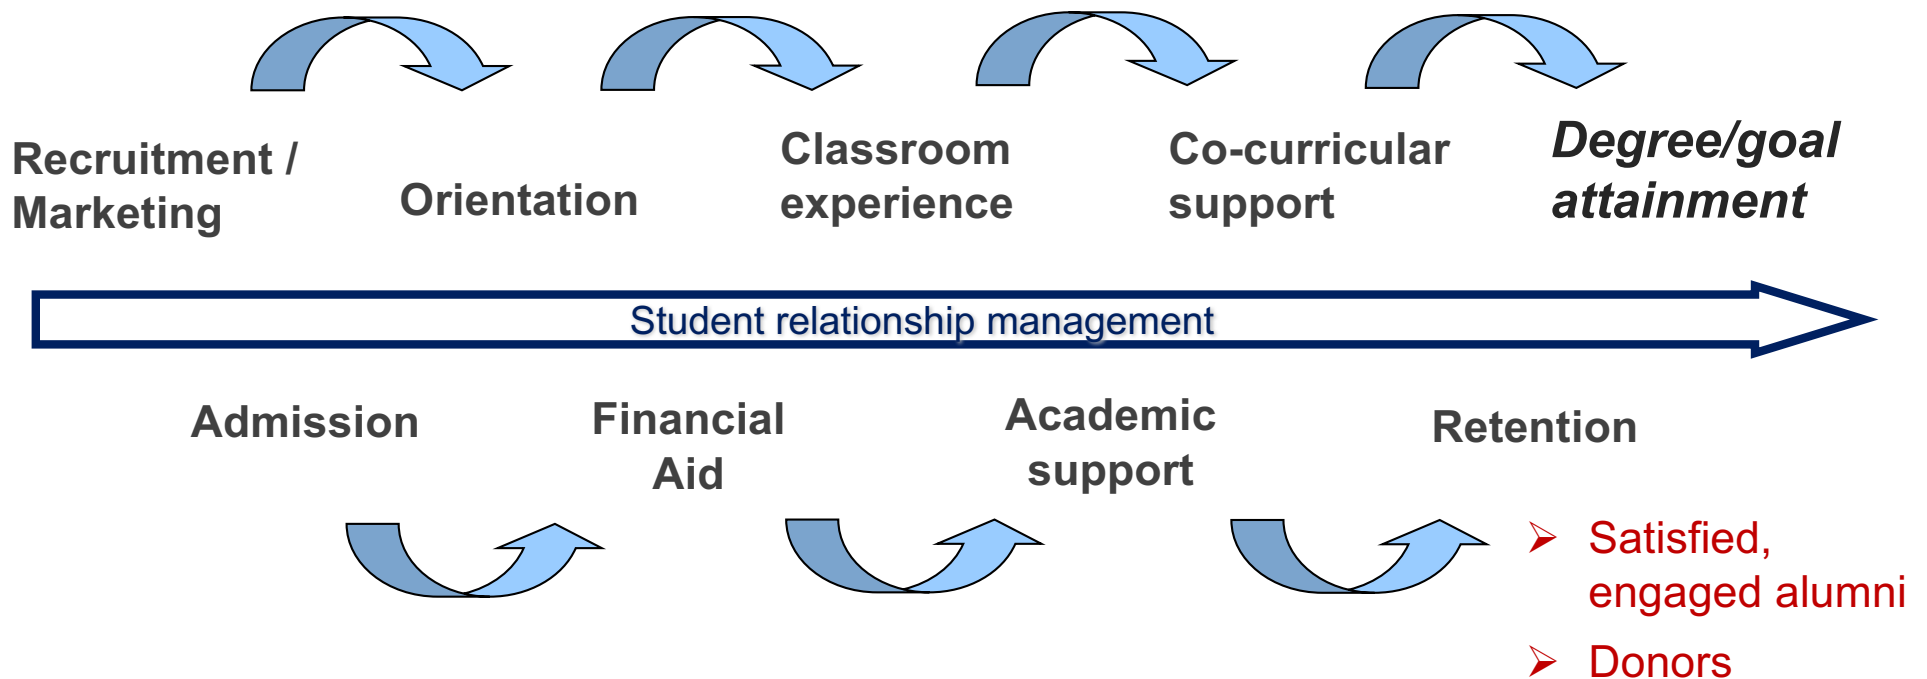 Recruitment /
Marketing
Orientation
Classroom
experience
Co-curricular
support
Degree/goal
attainment
Student relationship management
Admission
Financial
Aid
Academic
support
Retention
Satisfied,
engaged alumni
Donors